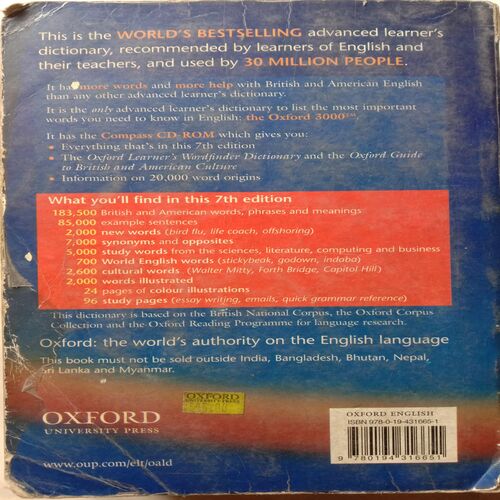 This is the WORLD'S BESTSELLING advanced learner's
dictionary, recommended by learners of English and
their teachers, and used by 30 MILLION PEOPLE.
It has more words and more help with British and American English
than any other advanced learner's dictionary.
It is the only advanced learner's dictionary to list the most important
words you need to know in English: the Oxford 3000™.
It has the Compass CD-ROM which gives you:
• Everything that's in this 7th edition
• The Oxford Learner's Wordfinder Dictionary and the Oxford Guide
to British and American Culture
• Information on 20,000 word origins
What you'll find in this 7th edition
183,500 British and American words, phrases and meanings
85,000 example sentences
2,000 new words (bird flu, life coach, offshoring)
7,000 synonyms and opposites
5,000 study words from the sciences, literature, computing and business
700 World English words (stickybeak, godown, indaba)
2,600 cultural words (Walter Mitty, Forth Bridge, Capitol Hill)
2,000 words illustrated
24 pages of colour illustrations
96 study pages (essay writing, emails, quick grammar reference)
This dictionary is based on the British National Corpus, the Oxford Corpus
Collection and the Oxford Reading Programme for language research.
Oxford: the world's authority on the English language
This book must not be sold outside India, Bangladesh, Bhutan, Nepal,
Sri Lanka and Myanmar.
OXFORD
UNIVERSITY PRESS
OXFORD
UNIVERSITY PRESS
www.oup.com/elt/oald
OXFORD ENGLISH
ISBN 978-0-19-431665-1
9 780194 316651